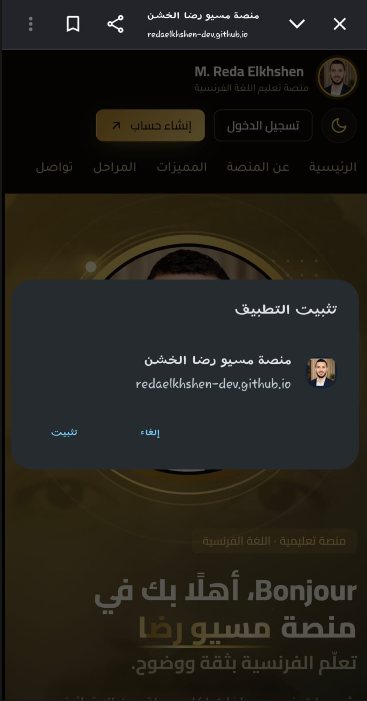 منصة مسيو رضا الخشن
redaelkhshen-dev.github.io
M. Reda Elkhshen
منصة تعليم اللغة الفرنسية
تسجيل الدخول
إنشاء حساب
الرئيسية
عن المنصة
المميزات
المراحل
تواصل
تثبيت التطبيق
منصة مسيو رضا الخشن
redaelkhshen-dev.github.io
إلغاء
تثبيت
منصة تعليمية · اللغة الفرنسية
Bonjour، أهلًا بك في
منصة مسيو رضا
تعلّم الفرنسية بثقة ووضوح.